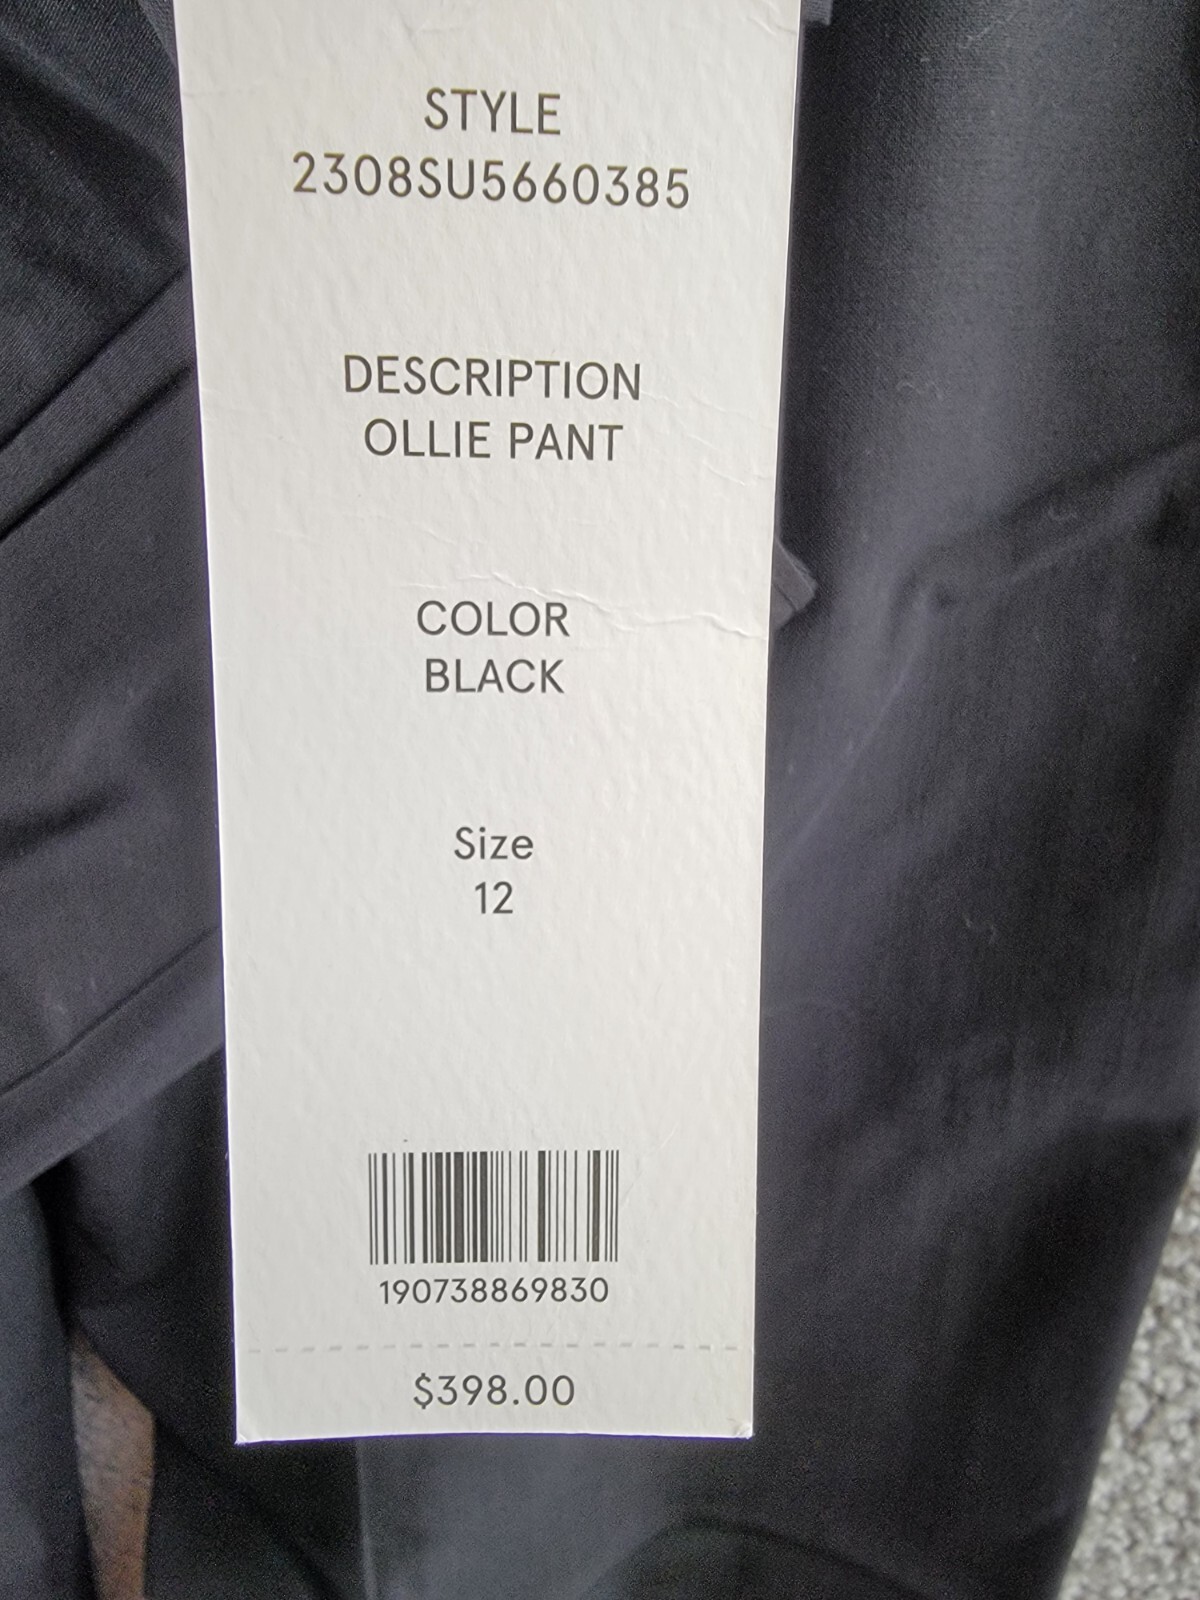 STYLE
2308SU5660385
DESCRIPTION
OLLIE PANT
COLOR
BLACK
Size
12
190738869830
$398.00